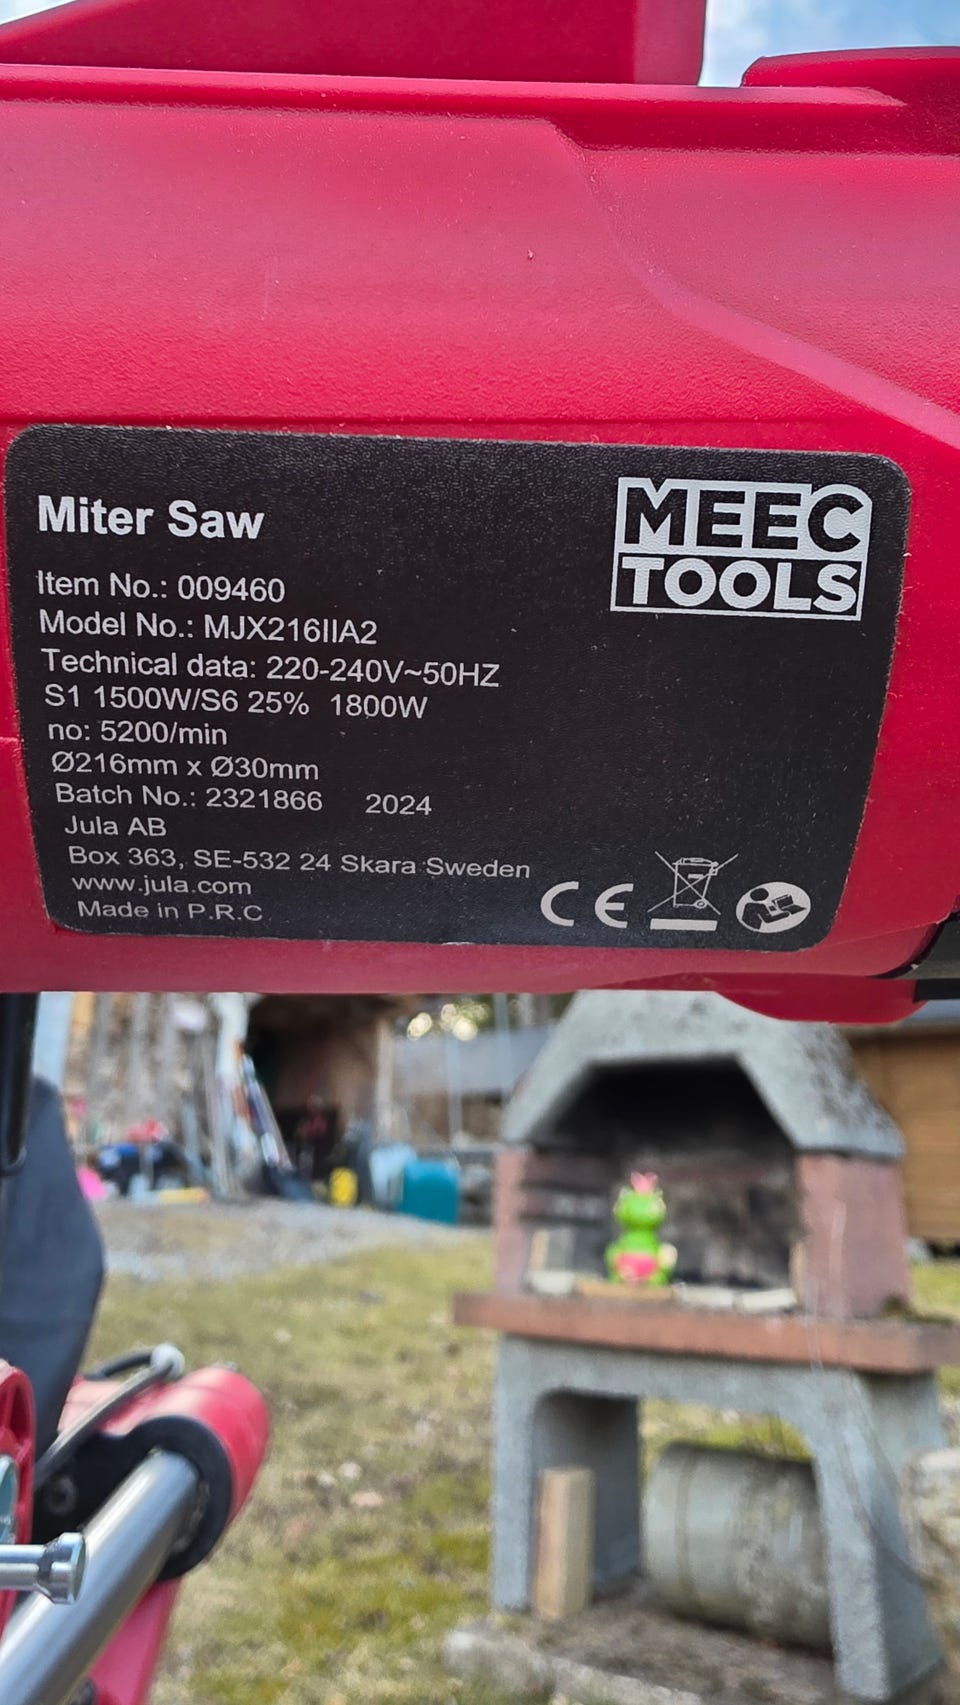 Miter Saw
MEEC
TOOLS
Item No.: 009460
Model No.: MJX216IIA2
Technical data: 220-240V~50HZ
S1 1500W/S6 25% 1800W
no: 5200/min
Ø216mm x Ø30mm
Batch No.: 2321866 2024
Jula AB
Box 363, SE-532 24 Skara Sweden
www.jula.com
Made in P.R.C
CE